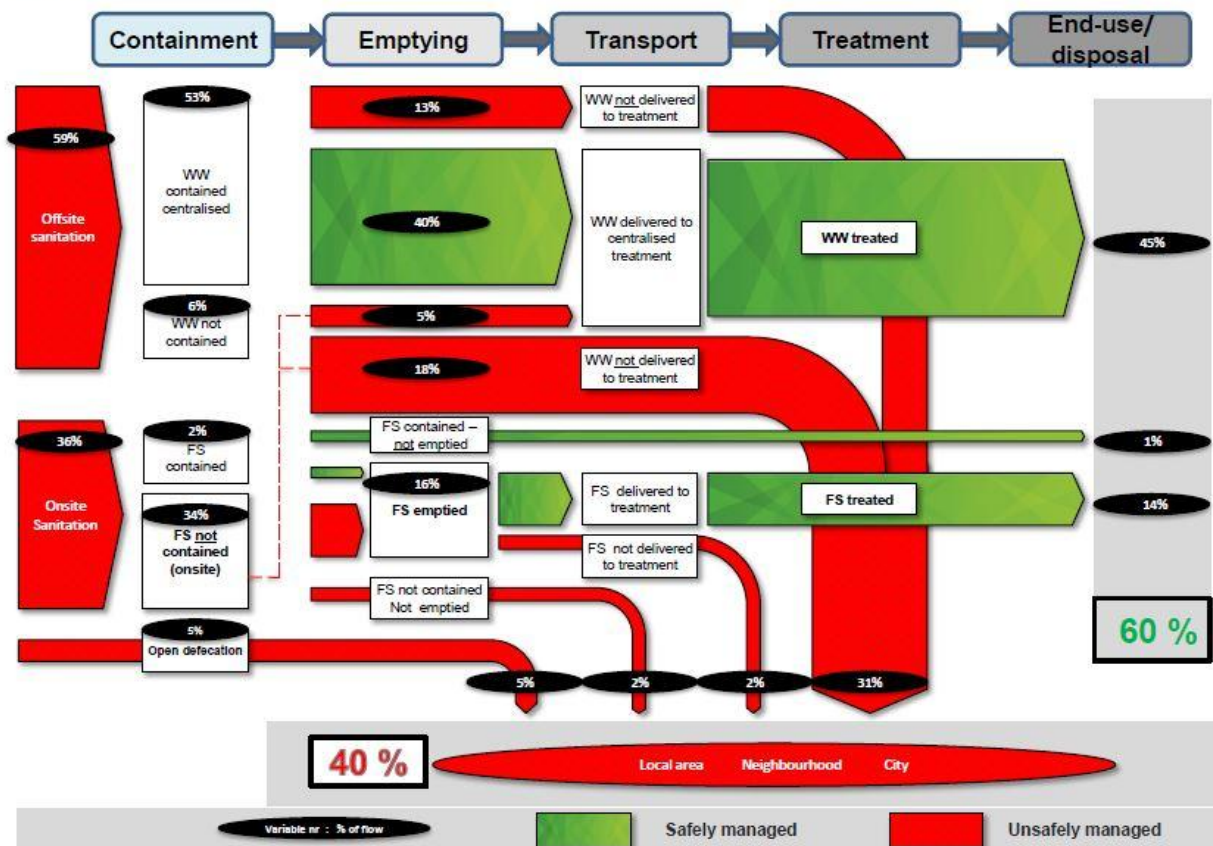 Containment
Emptying
Transport
Treatment
End-use/
disposal
59%
Offsite
sanitation
53%
WW
contained
centralised
6%
WW not
contained
13%
WW not delivered
to treatment
40%
WW delivered to
centralised
treatment
WW treated
45%
5%
18%
WW not delivered
to treatment
36%
Onsite
Sanitation
2%
FS
contained
34%
FS not
contained
(onsite)
FS contained –
not emptied
1%
16%
FS emptied
FS delivered to
treatment
FS treated
14%
FS not delivered
to treatment
FS not contained
Not emptied
5%
Open defecation
60 %
5%
2%
2%
31%
40 %
Local area Neighbourhood City
Variable nr : % of flow
Safely managed
Unsafely managed